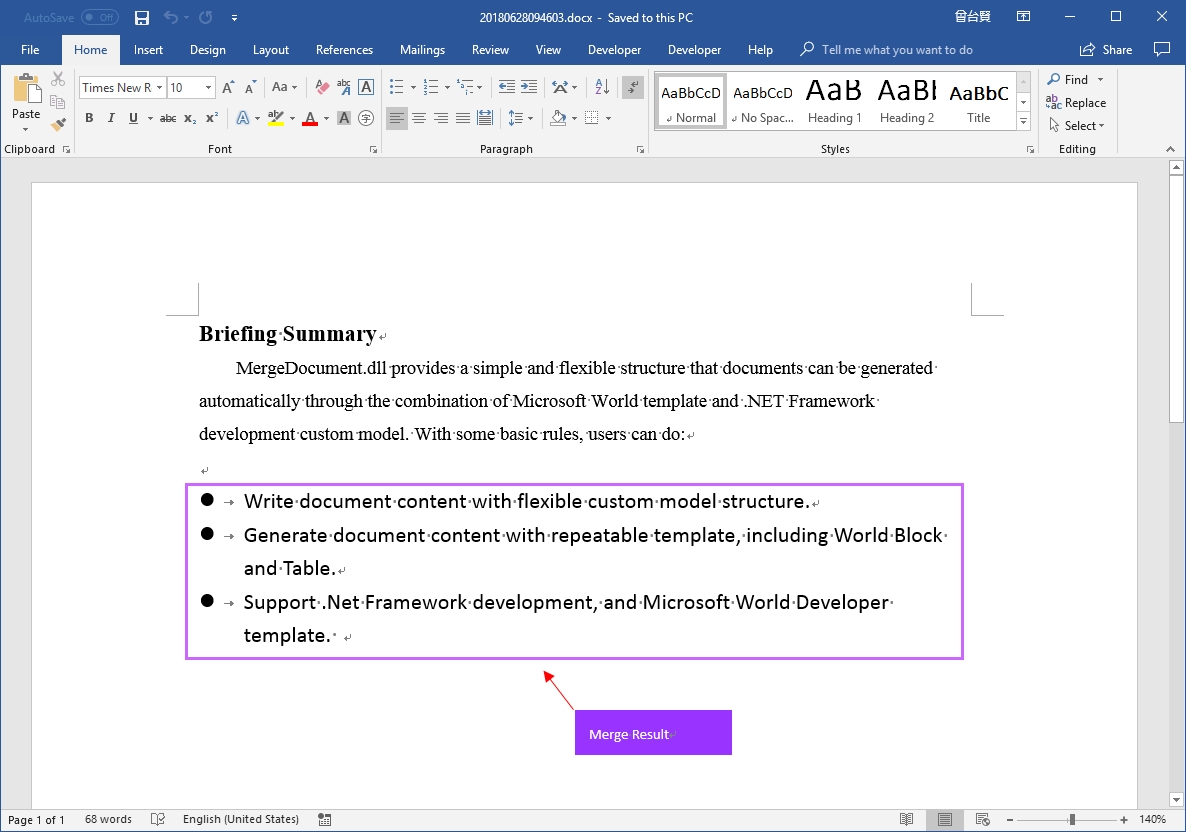 AutoSave Off 20180628094603.docx - Saved to this PC 曾台賢
File Home Insert Design Layout References Mailings Review View Developer Developer Help Tell me what you want to do Share
Paste
Clipboard
Times New R 10 Aa abc A
B I U abc x₂ x² A ab A A 字
Font
Paragraph
AaBbCcD AaBbCcD AaB AaBl AaBbC
Normal No Spac... Heading 1 Heading 2 Title
Styles
Find
Replace
Select
Editing
Briefing Summary
MergeDocument.dll provides a simple and flexible structure that documents can be generated
automatically through the combination of Microsoft World template and .NET Framework
development custom model. With some basic rules, users can do:
● Write document content with flexible custom model structure.
● Generate document content with repeatable template, including World Block
and Table.
● Support .Net Framework development, and Microsoft World Developer
template.
Merge Result
Page 1 of 1 68 words English (United States) 140%